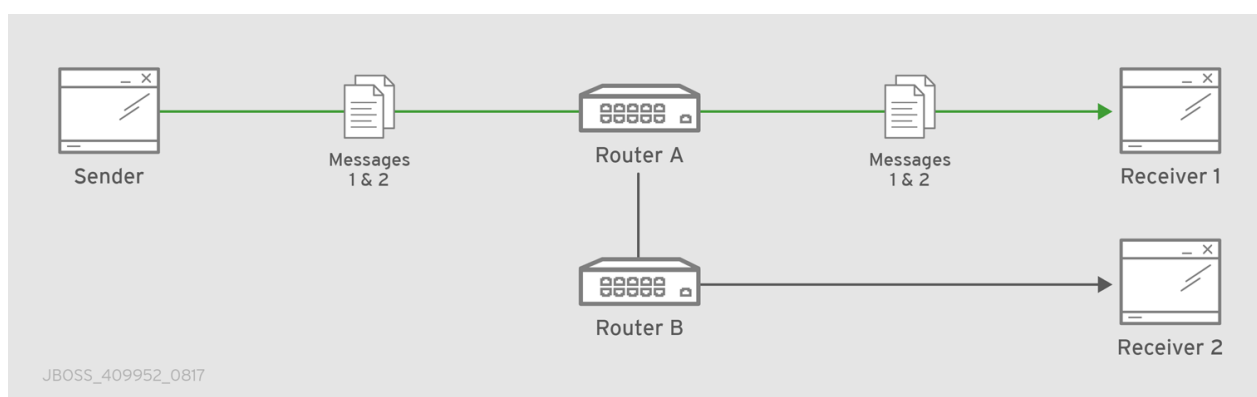 Sender
Messages
1 & 2
Router A
Messages
1 & 2
Receiver 1
Router B
Receiver 2
JBOSS_409952_0817